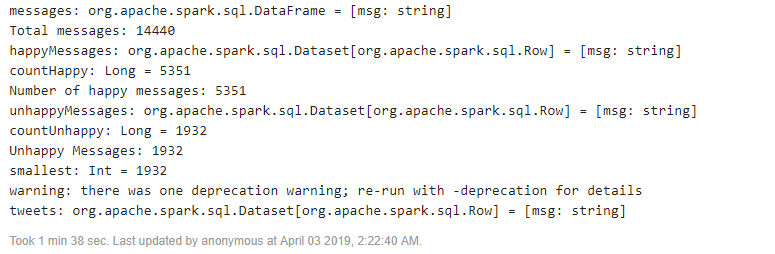 messages: org.apache.spark.sql.DataFrame = [msg: string]
Total messages: 14440
happyMessages: org.apache.spark.sql.Dataset[org.apache.spark.sql.Row] = [msg: string]
countHappy: Long = 5351
Number of happy messages: 5351
unhappyMessages: org.apache.spark.sql.Dataset[org.apache.spark.sql.Row] = [msg: string]
countUnhappy: Long = 1932
Unhappy Messages: 1932
smallest: Int = 1932
warning: there was one deprecation warning; re-run with -deprecation for details
tweets: org.apache.spark.sql.Dataset[org.apache.spark.sql.Row] = [msg: string]
Took 1 min 38 sec. Last updated by anonymous at April 03 2019, 2:22:40 AM.